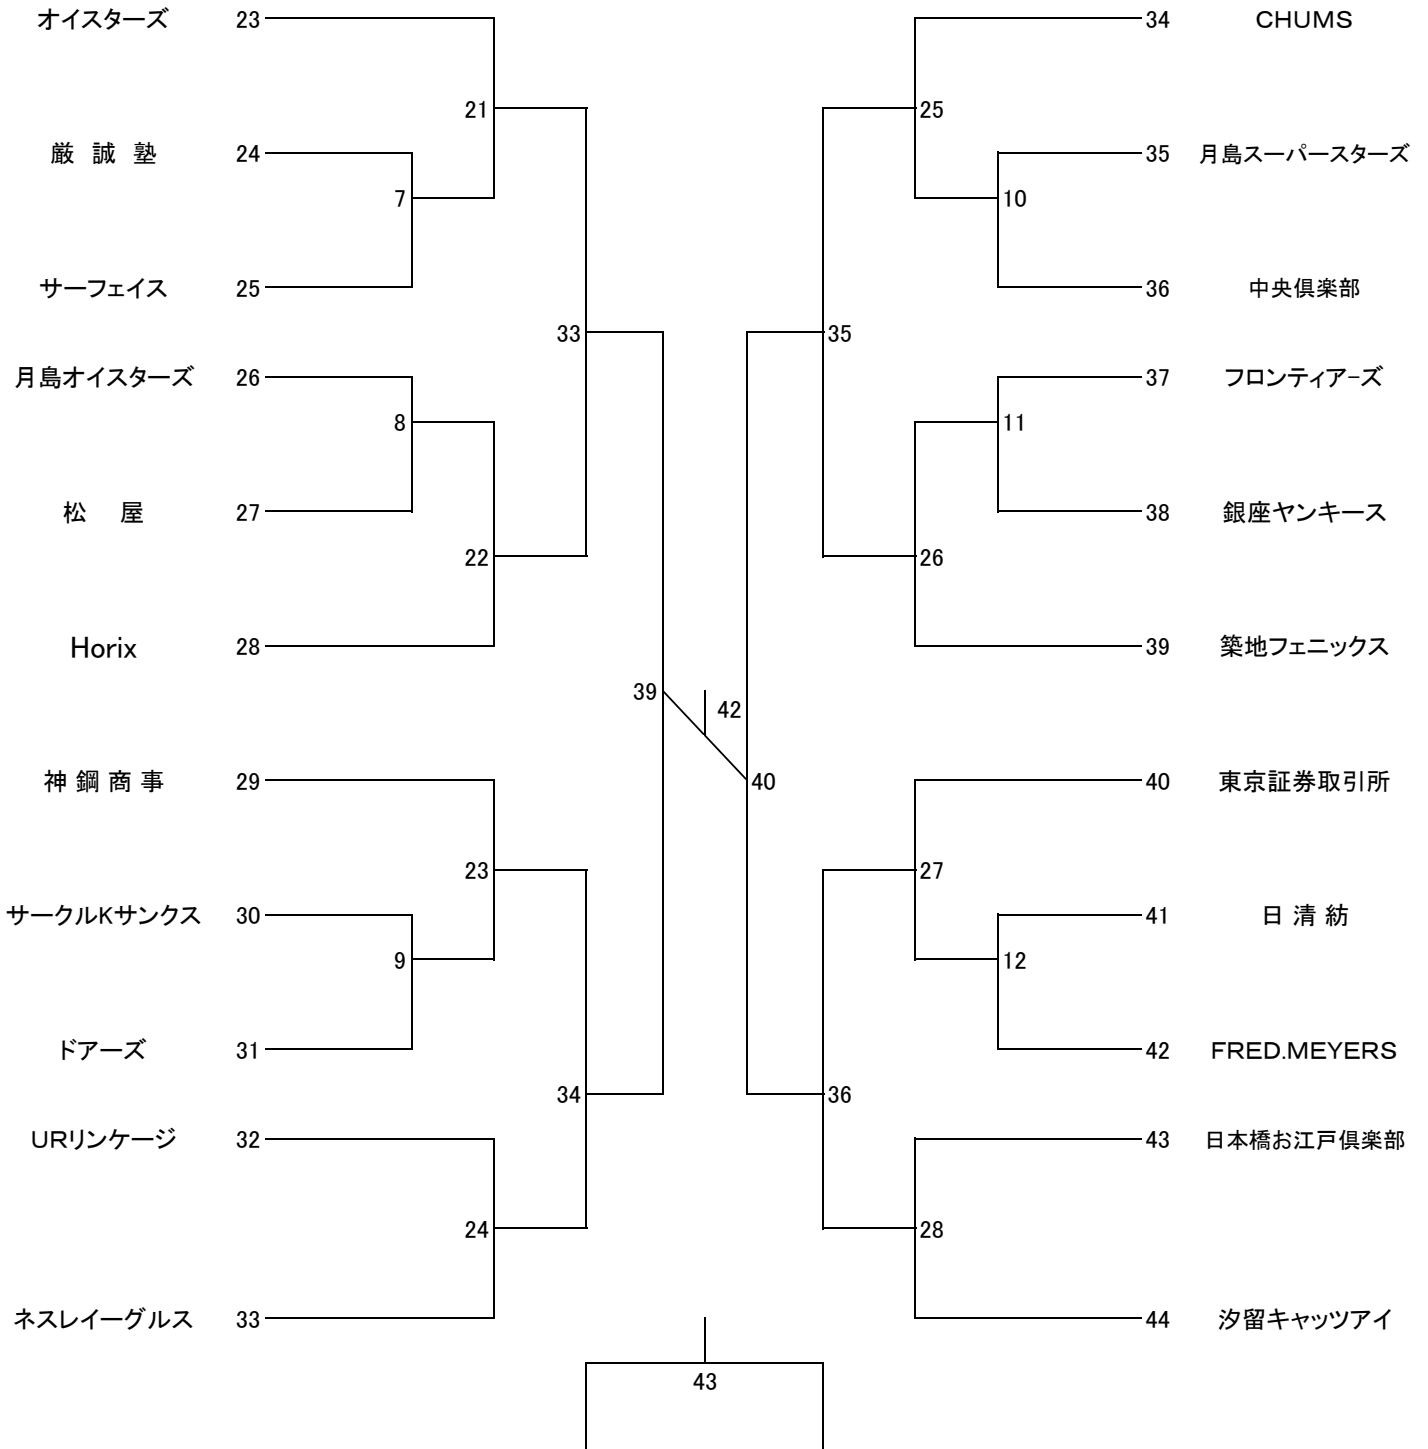 オイスターズ 23
21
厳 誠 塾 24
7
サーフェイス 25
33
月島オイスターズ 26
8
松 屋 27
22
Horix 28
39
神 鋼 商 事 29
23
サークルKサンクス 30
9
ドアーズ 31
34
URリンケージ 32
24
ネスレイーグルス 33
42
43
34 CHUMS
25
35 月島スーパースターズ
10
36 中央倶楽部
35
37 フロンティア-ズ
11
38 銀座ヤンキース
26
39 築地フェニックス
40
40 東京証券取引所
27
41 日 清 紡
12
42 FRED.MEYERS
36
43 日本橋お江戸倶楽部
28
44 汐留キャッツアイ